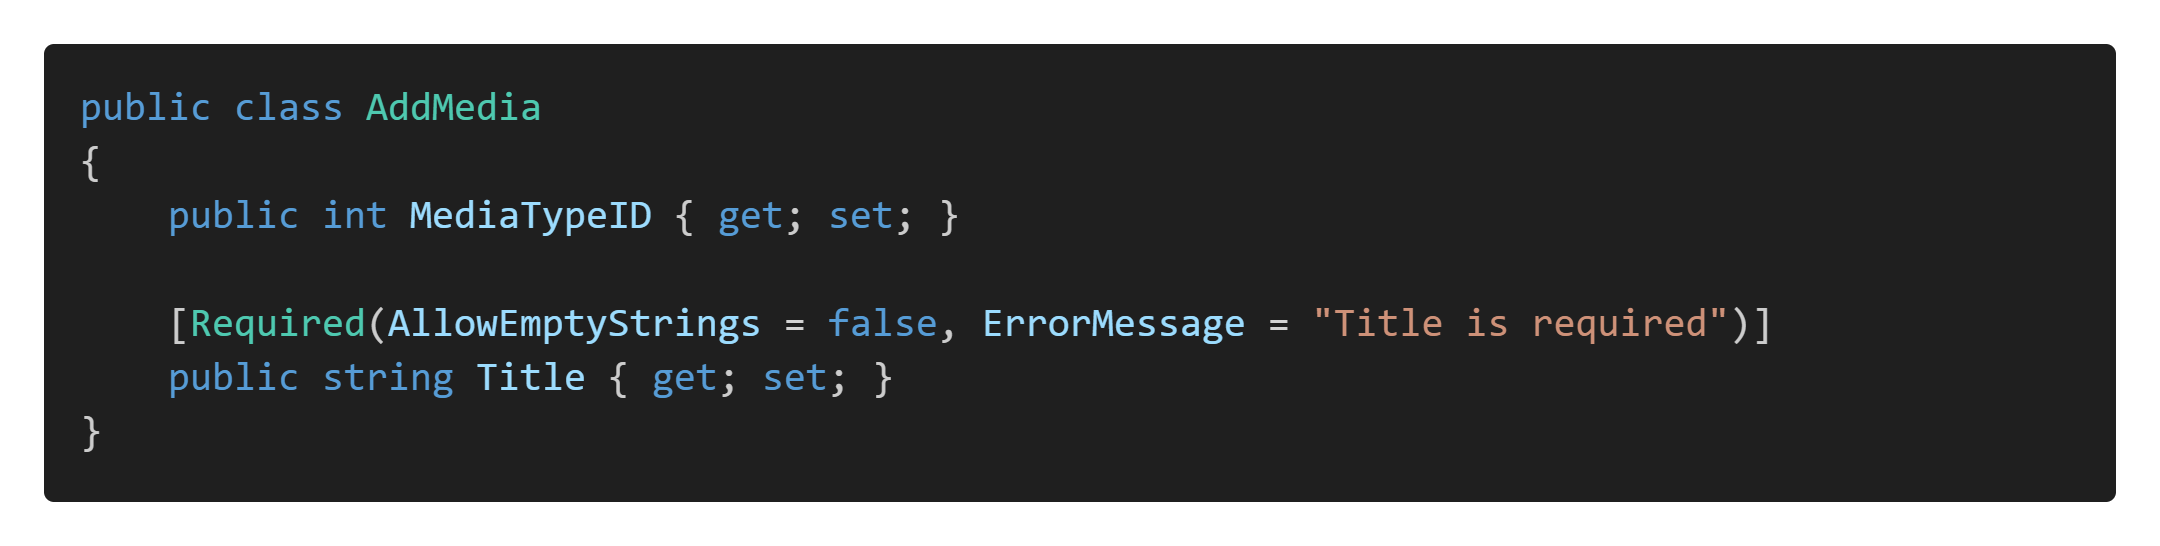 public class AddMedia
{
    public int MediaTypeID { get; set; }

    [Required(AllowEmptyStrings = false, ErrorMessage = "Title is required")]
    public string Title { get; set; }
}